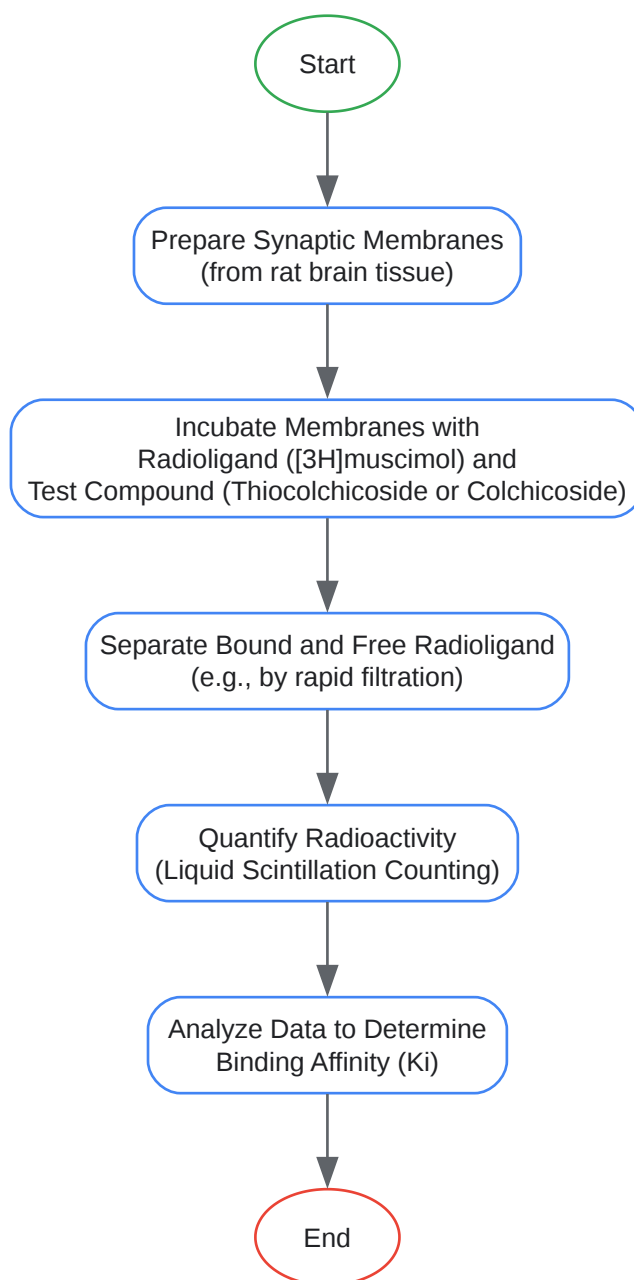 Start
Prepare Synaptic Membranes
(from rat brain tissue)
Incubate Membranes with
Radioligand ([3H]muscimol) and
Test Compound (Thiocolchicoside or Colchicoside)
Separate Bound and Free Radioligand
(e.g., by rapid filtration)
Quantify Radioactivity
(Liquid Scintillation Counting)
Analyze Data to Determine
Binding Affinity (Ki)
End